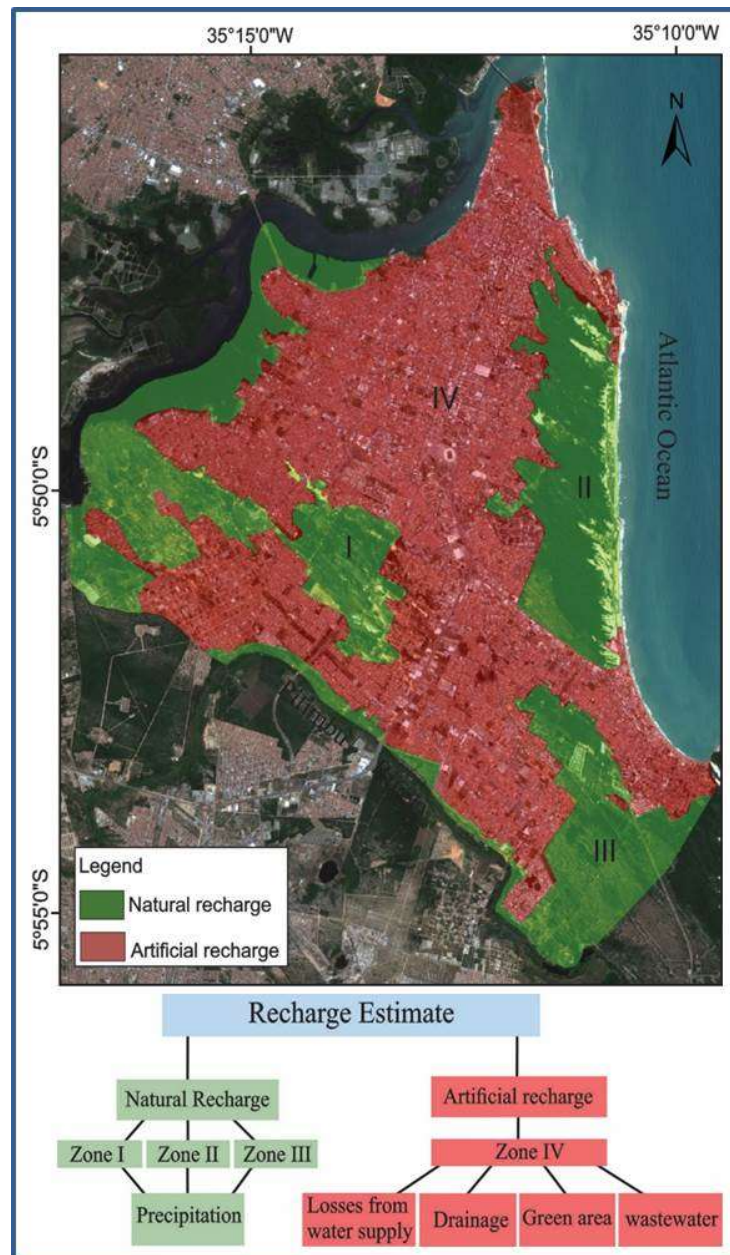 35°15'0"W
35°10'0"W
N
Atlantic Ocean
IV
II
5°50'0"S
I
III
Legend
Natural recharge
Artificial recharge
5°55'0"S
Recharge Estimate
Natural Recharge
Artificial recharge
Zone I
Zone II
Zone III
Zone IV
Precipitation
Losses from
water supply
Drainage
Green area
wastewater